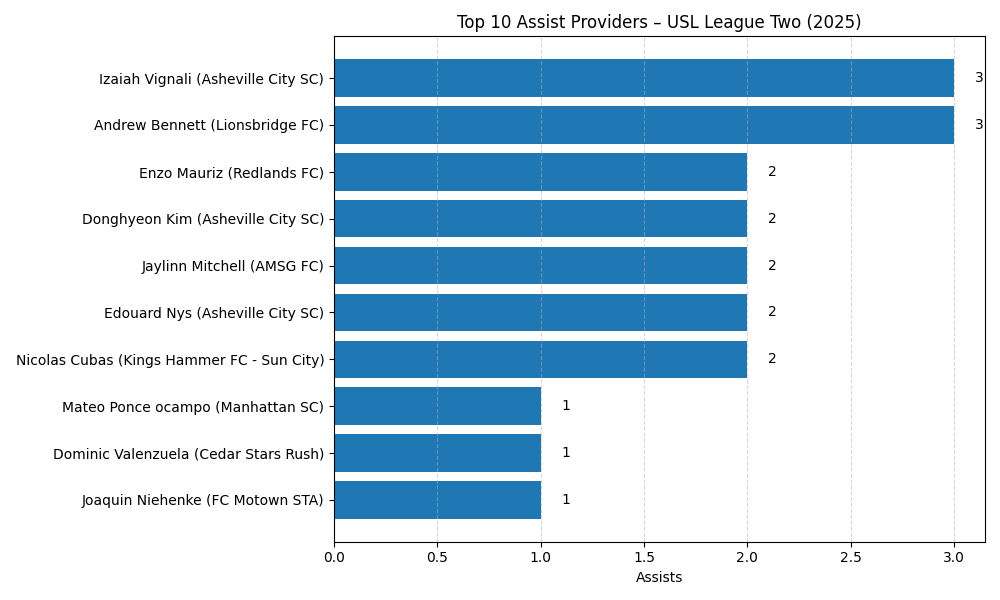 Top 10 Assist Providers – USL League Two (2025)
Izaiah Vignali (Asheville City SC) 3
Andrew Bennett (Lionsbridge FC) 3
Enzo Mauriz (Redlands FC) 2
Donghyeon Kim (Asheville City SC) 2
Jaylinn Mitchell (AMSG FC) 2
Edouard Nys (Asheville City SC) 2
Nicolas Cubas (Kings Hammer FC - Sun City) 2
Mateo Ponce ocampo (Manhattan SC) 1
Dominic Valenzuela (Cedar Stars Rush) 1
Joaquin Niehenke (FC Motown STA) 1
0.0 0.5 1.0 1.5 2.0 2.5 3.0
Assists